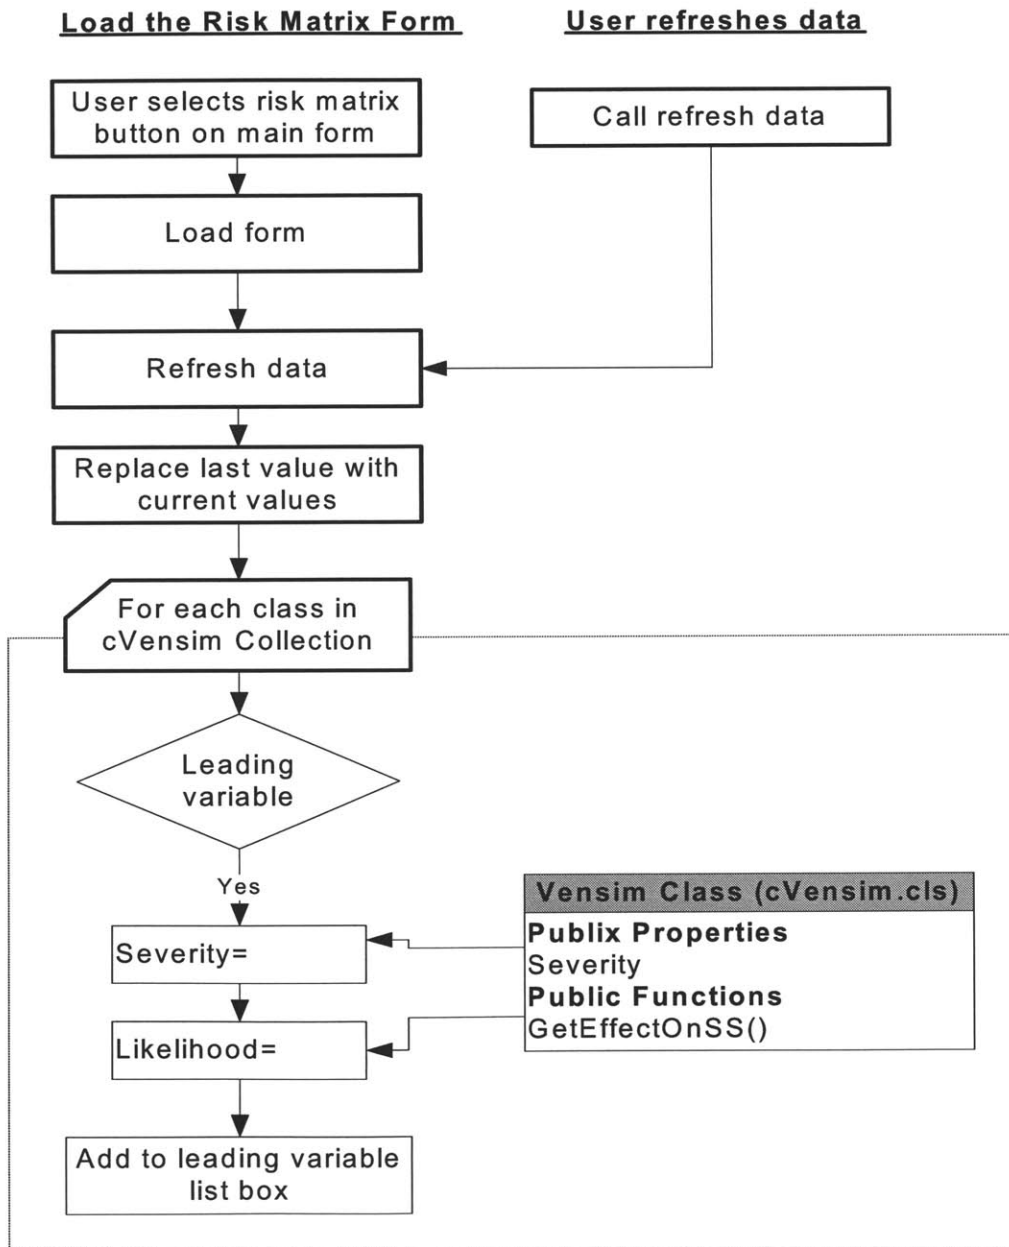 Load the Risk Matrix Form
User refreshes data
User selects risk matrix
button on main form
Call refresh data
Load form
Refresh data
Replace last value with
current values
For each class in
cVensim Collection
Leading
variable
Yes
Vensim Class (cVensim.cls)
Publix Properties
Severity
Public Functions
GetEffectOnSS()
Severity=
Likelihood=
Add to leading variable
list box